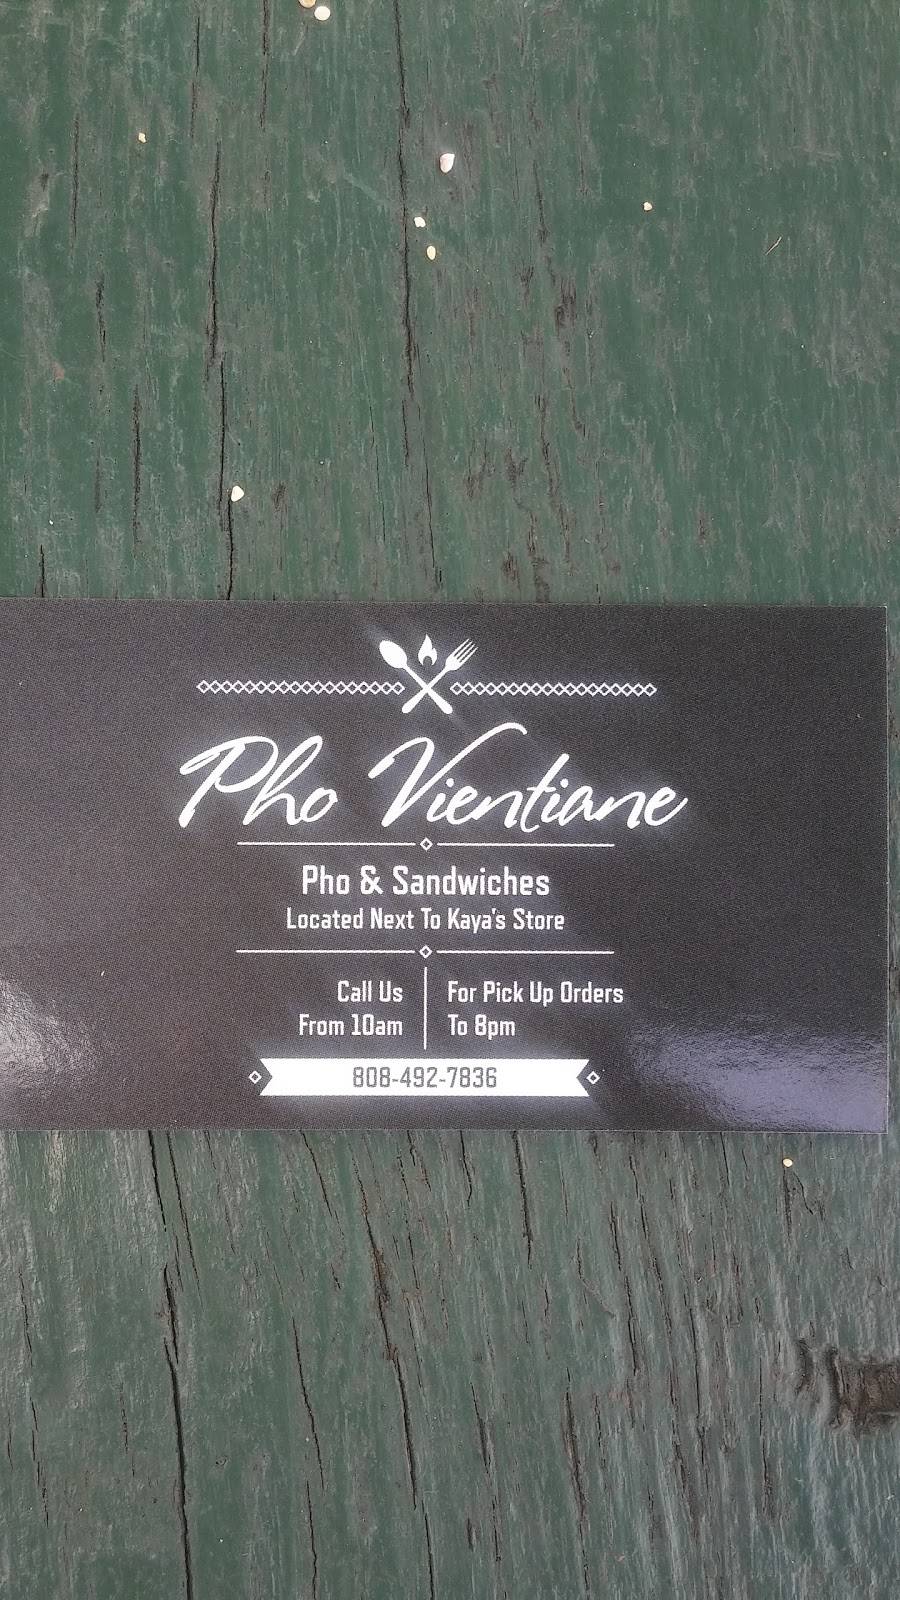 Pho Vientiane
Pho & Sandwiches
Located Next To Kaya's Store
Call Us
From 10am
For Pick Up Orders
To 8pm
808-492-7836